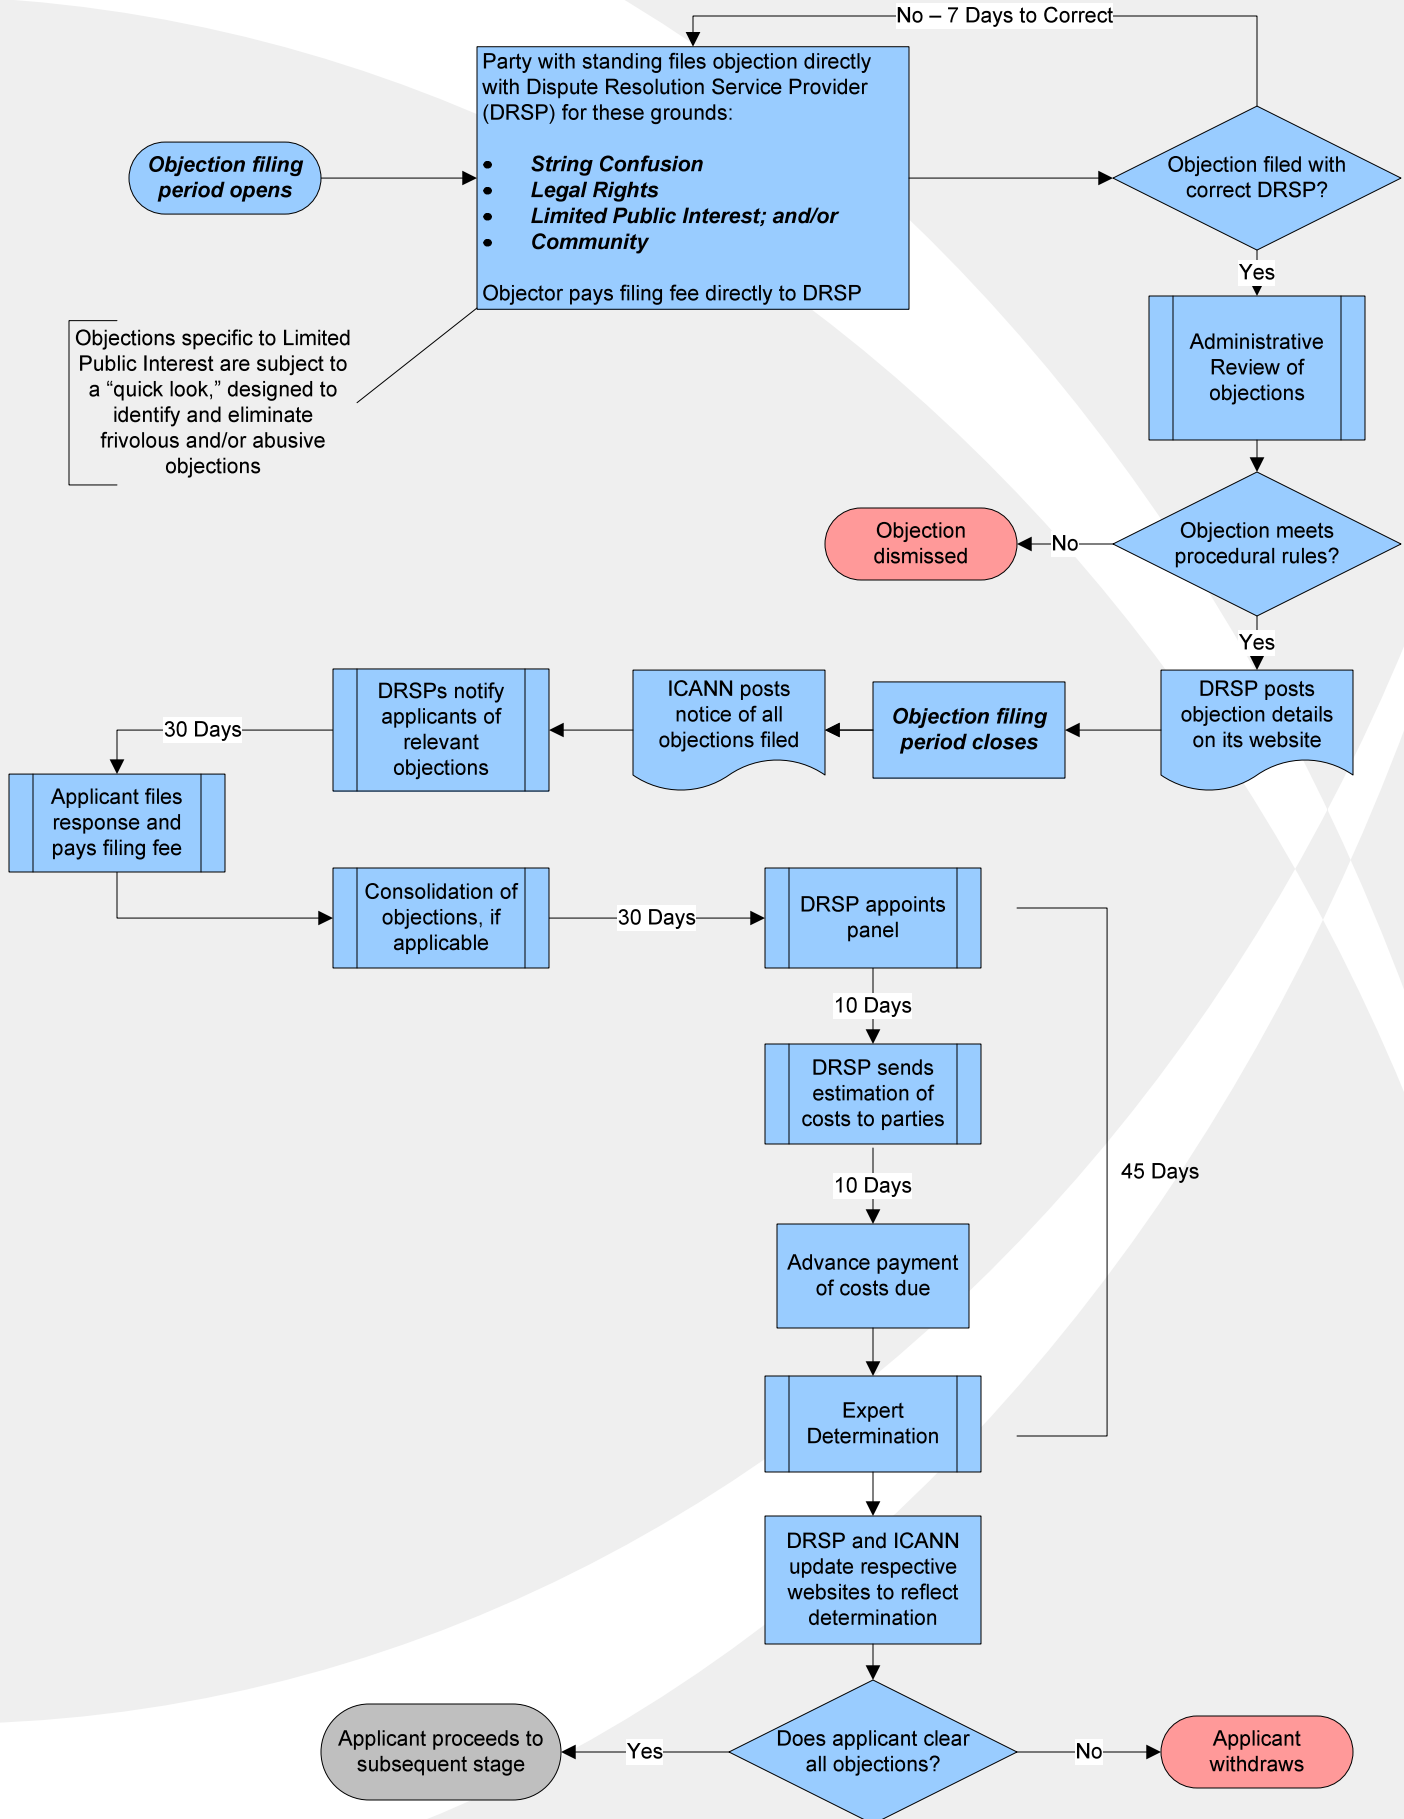 No – 7 Days to Correct
Party with standing files objection directly
with Dispute Resolution Service Provider
(DRSP) for these grounds:
• String Confusion
• Legal Rights
• Limited Public Interest; and/or
• Community
Objector pays filing fee directly to DRSP
Objection filing
period opens
Objection filed with
correct DRSP?
Yes
Objections specific to Limited
Public Interest are subject to
a “quick look,” designed to
identify and eliminate
frivolous and/or abusive
objections
Administrative
Review of
objections
Objection meets
procedural rules?
No
Objection
dismissed
Yes
DRSP posts
objection details
on its website
Objection filing
period closes
ICANN posts
notice of all
objections filed
DRSPs notify
applicants of
relevant
objections
30 Days
Applicant files
response and
pays filing fee
Consolidation of
objections, if
applicable
30 Days
DRSP appoints
panel
10 Days
DRSP sends
estimation of
costs to parties
45 Days
10 Days
Advance payment
of costs due
Expert
Determination
DRSP and ICANN
update respective
websites to reflect
determination
Does applicant clear
all objections?
Yes
Applicant proceeds to
subsequent stage
No
Applicant
withdraws